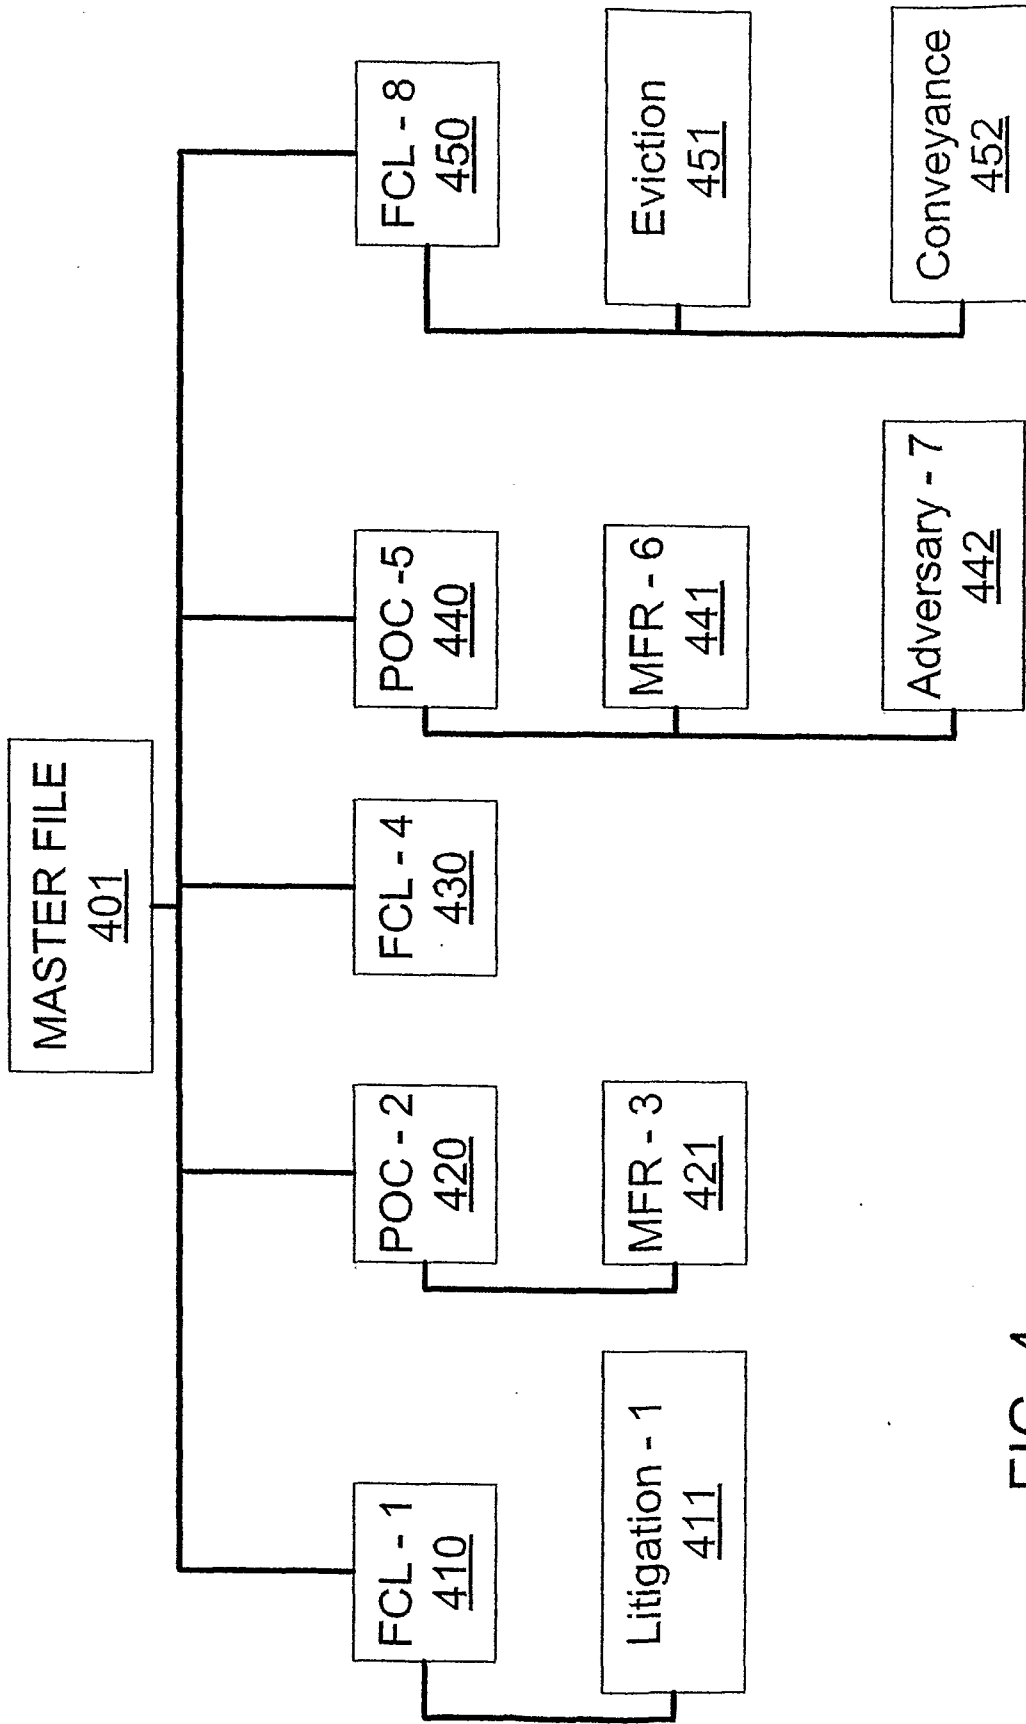 MASTER FILE
401
FCL - 1
410
POC - 2
420
FCL - 4
430
POC -5
440
FCL - 8
450
Litigation - 1
411
MFR - 3
421
MFR - 6
441
Eviction
451
Adversary - 7
442
Conveyance
452